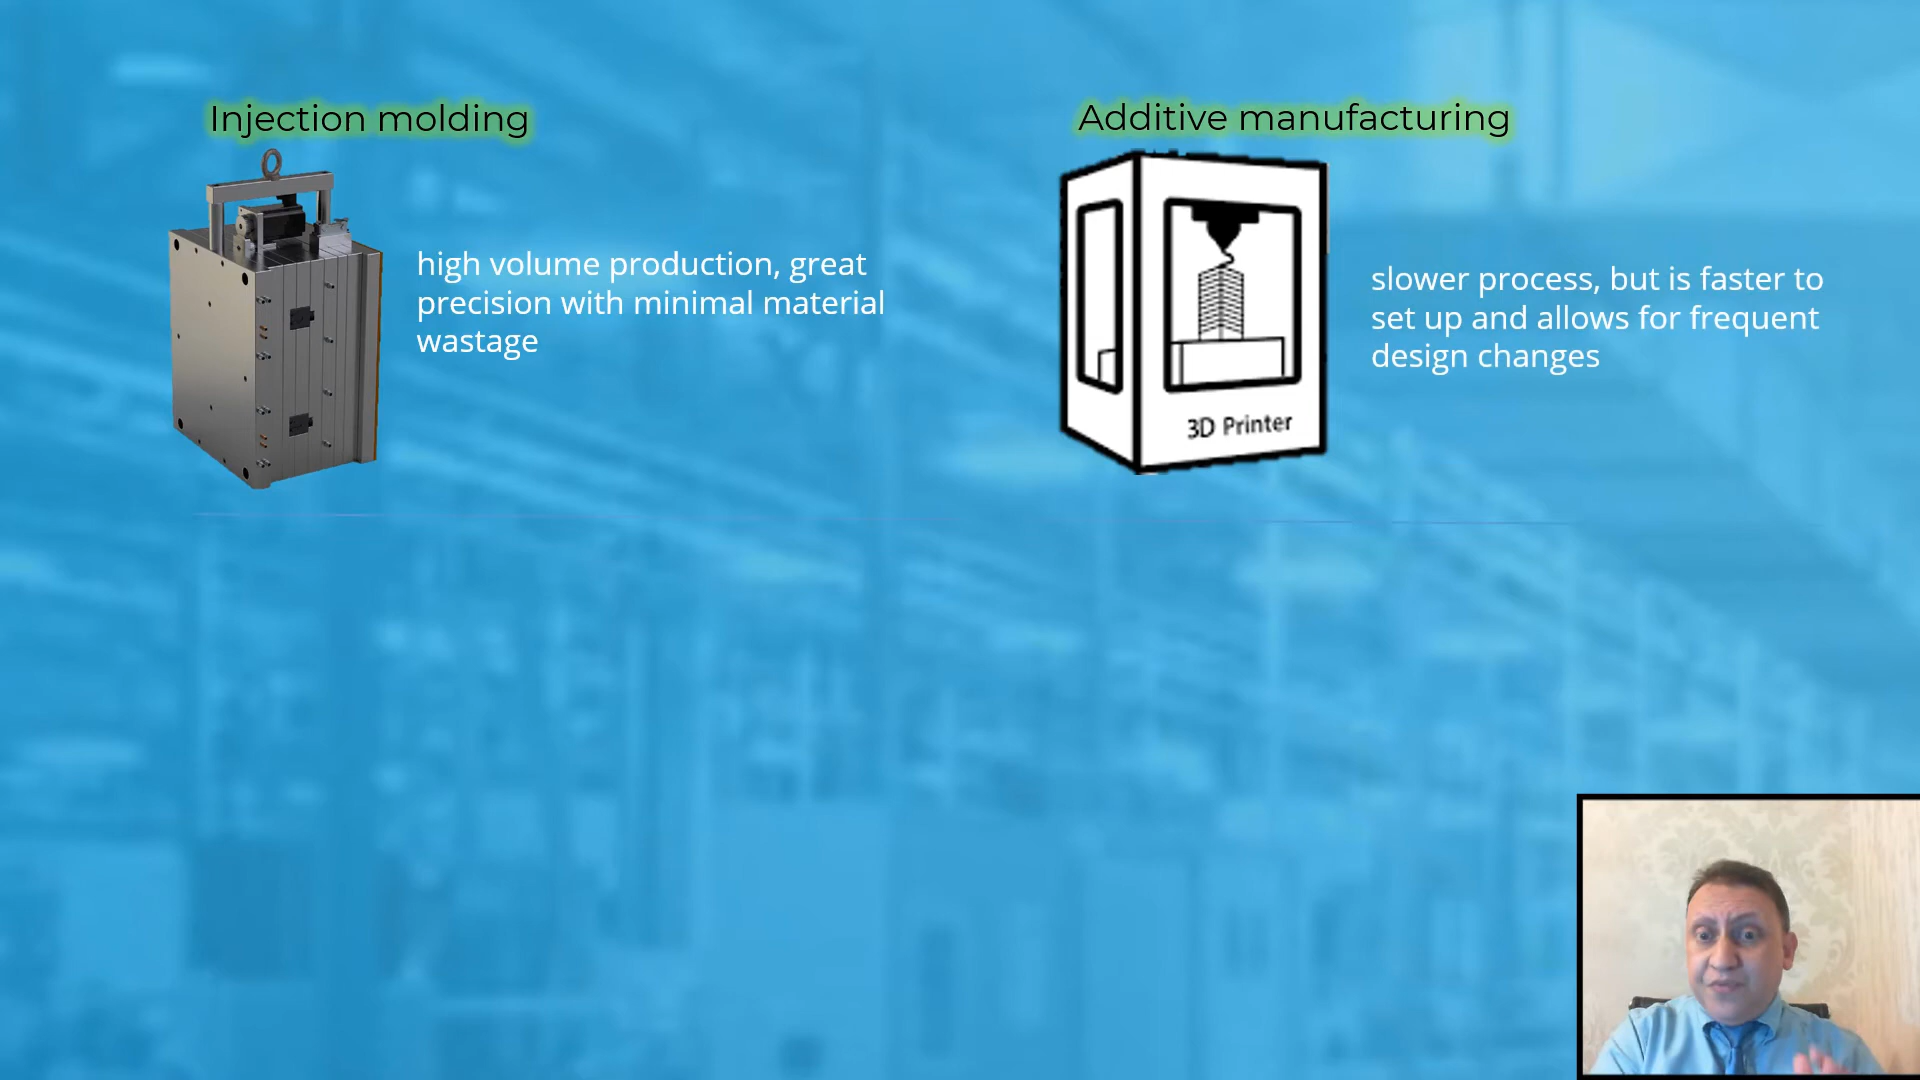 Injection molding
high volume production, great
precision with minimal material
wastage
Additive manufacturing
3D Printer
slower process, but is faster to
set up and allows for frequent
design changes